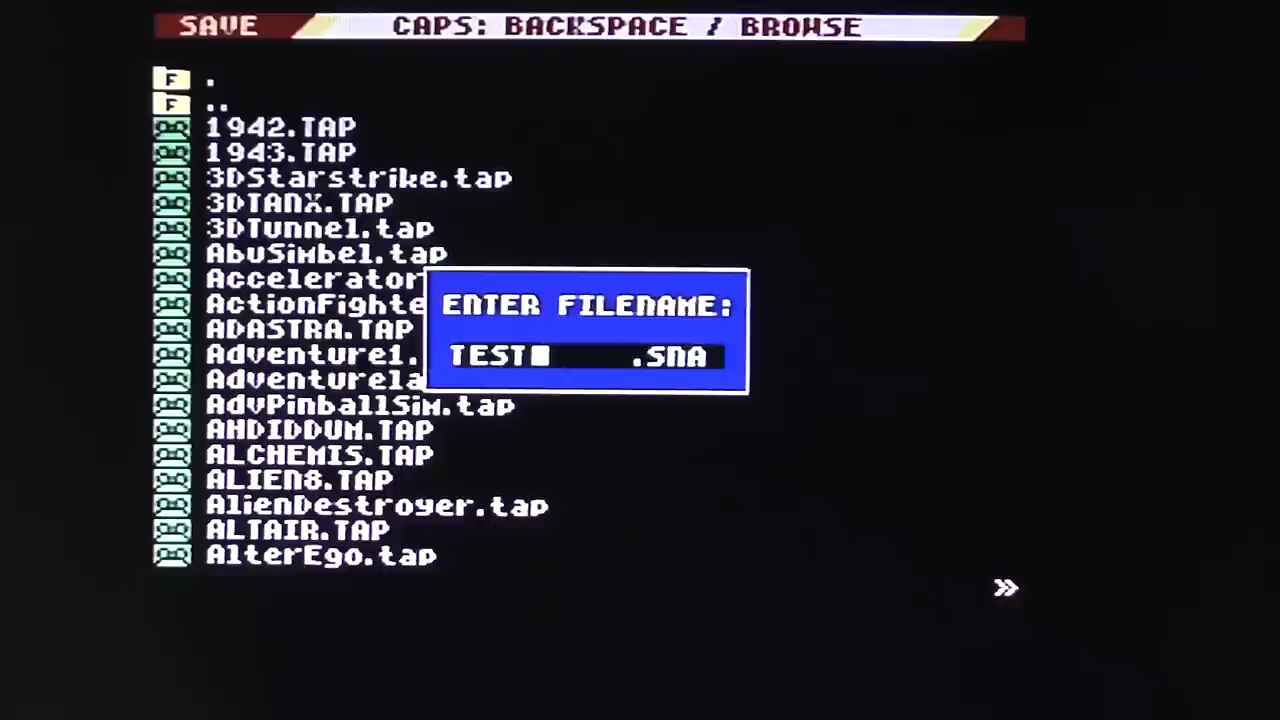 SAVE CAPS: BACKSPACE / BROWSE
F .
F ..
1942.TAP
1943.TAP
3DStarstrike.tap
3DTANX.TAP
3DTunnel.tap
AbuSimbel.tap
Accelerator
ActionFighte
ENTER FILENAME:
ADASTRA.TAP
Adventure1.
TEST .SNA
Adventurela
AdvPinballSim.tap
AHDIDDUM.TAP
ALCHEMIS.TAP
ALIEN8.TAP
AlienDestroyer.tap
ALTAIR.TAP
AlterEgo.tap
»